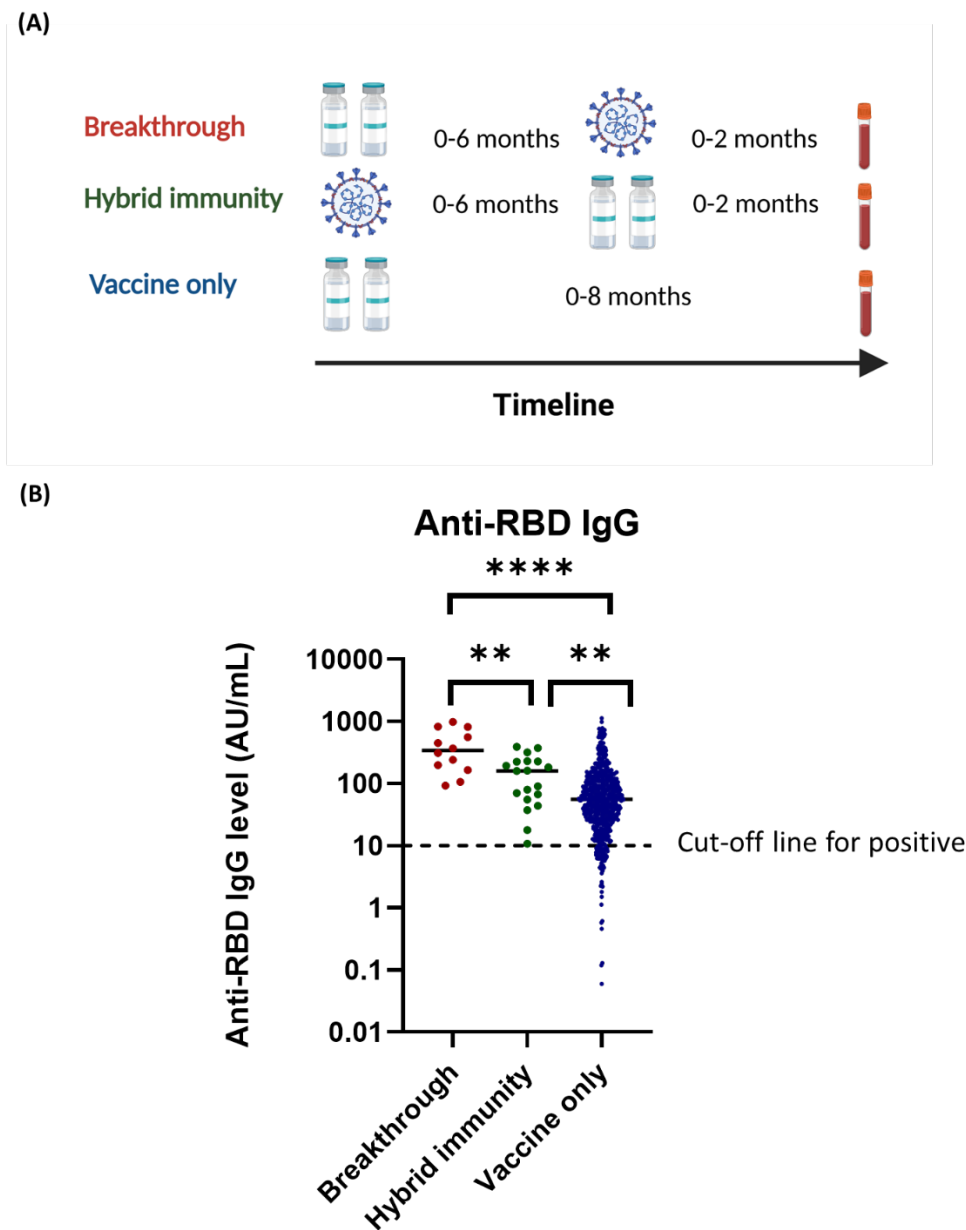 (A)
Breakthrough
0-6 months
0-2 months
Hybrid immunity
0-6 months
0-2 months
Vaccine only
0-8 months
Timeline
(B)
Anti-RBD IgG
****
** **
Anti-RBD IgG level (AU/mL)
10000
1000
100
10
1
0.1
0.01
Cut-off line for positive
Breakthrough
Hybrid immunity
Vaccine only